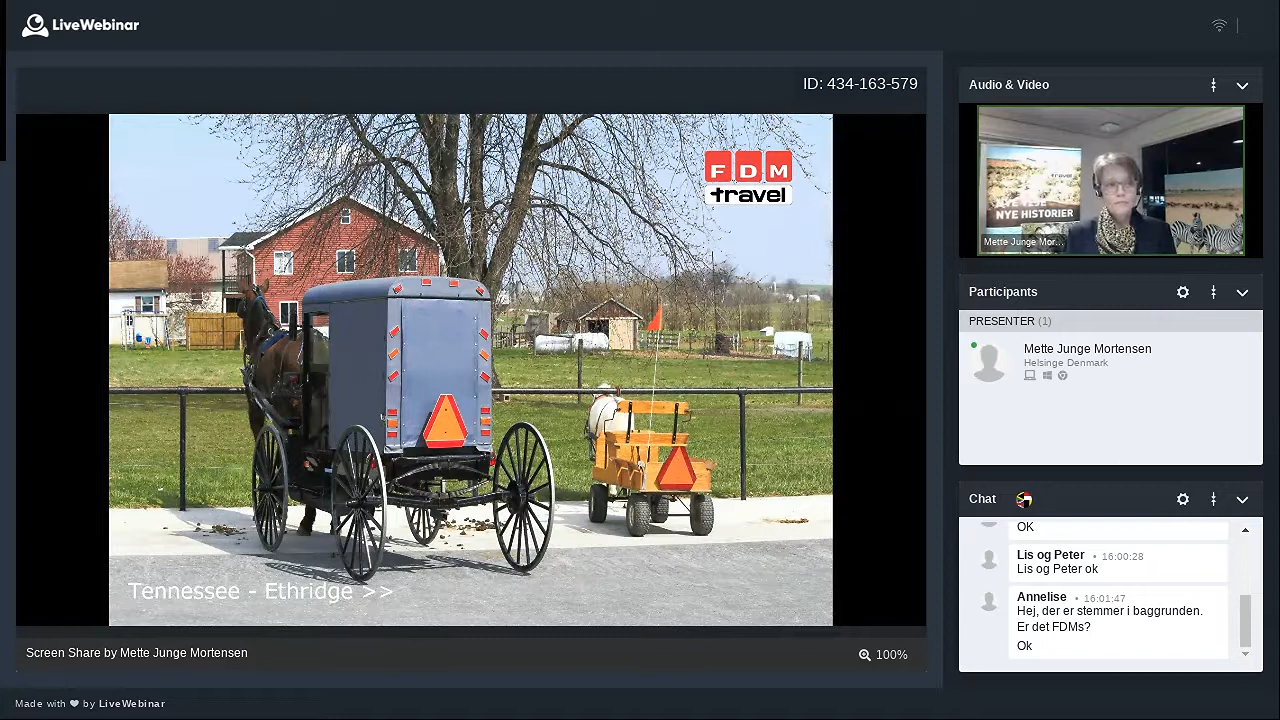 LiveWebinar
ID: 434-163-579
FDM
travel
Tennessee - Ethridge >>
Screen Share by Mette Junge Mortensen
100%
Audio & Video
travel
NYE VEJE
NYE HISTORIER
Mette Junge Mor...
Participants
PRESENTER (1)
Mette Junge Mortensen
Helsinge Denmark
Chat
OK
Lis og Peter • 16:00:28
Lis og Peter ok
Annelise • 16:01:47
Hej, der er stemmer i baggrunden.
Er det FDMs?
Ok
Made with ❤ by LiveWebinar